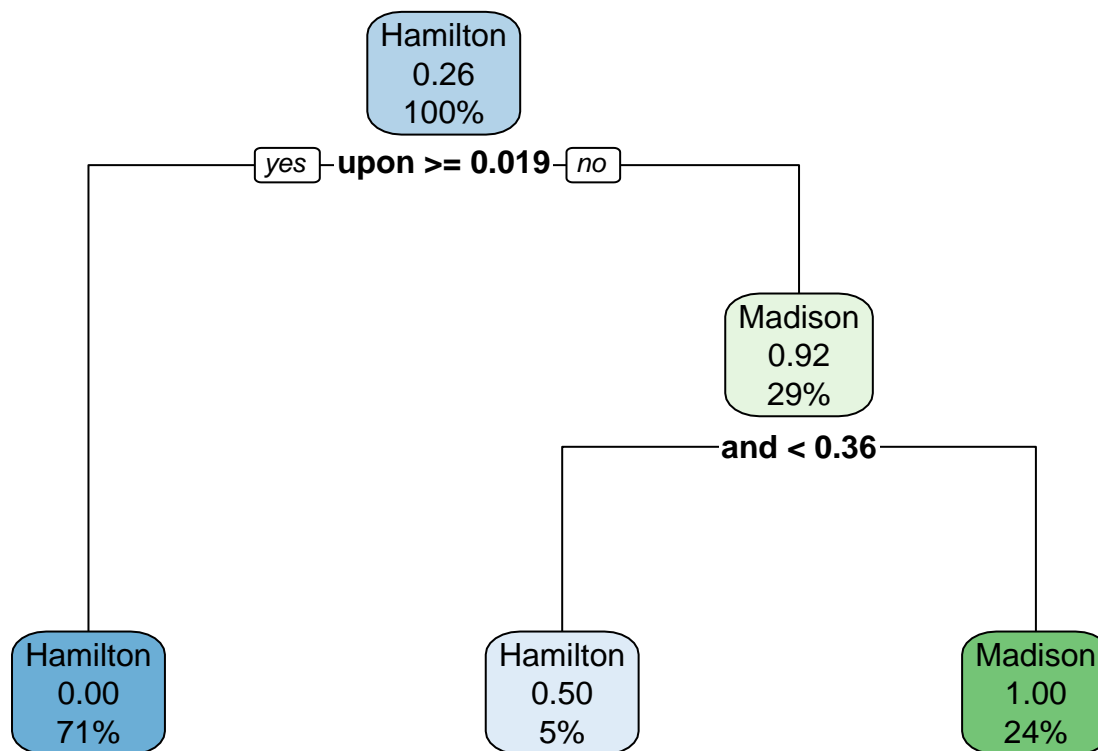 Hamilton
0.26
100%
yes upon >= 0.019 no
Madison
0.92
29%
and < 0.36
Hamilton
0.00
71%
Hamilton
0.50
5%
Madison
1.00
24%